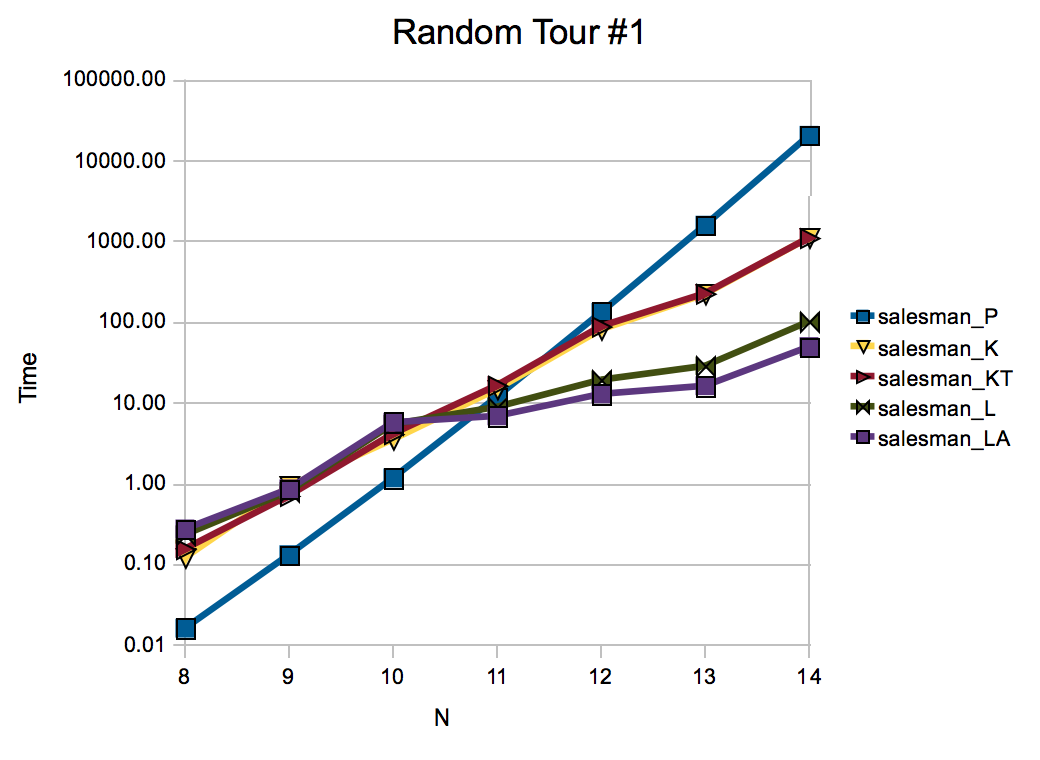 Random Tour #1
100000.00
10000.00
1000.00
100.00
10.00
1.00
0.10
0.01
Time
8 9 10 11 12 13 14
N
salesman_P
salesman_K
salesman_KT
salesman_L
salesman_LA